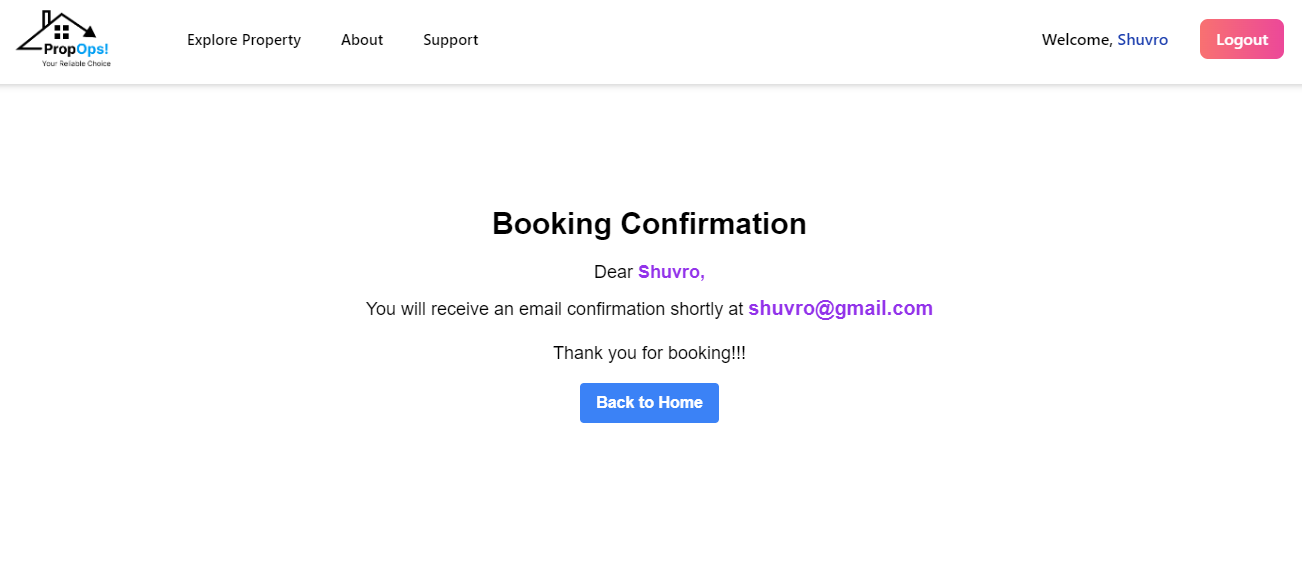 PropOps!
Your Reliable Choice
Explore Property About Support Welcome, Shuvro Logout
Booking Confirmation
Dear Shuvro,
You will receive an email confirmation shortly at shuvro@gmail.com
Thank you for booking!!!
Back to Home